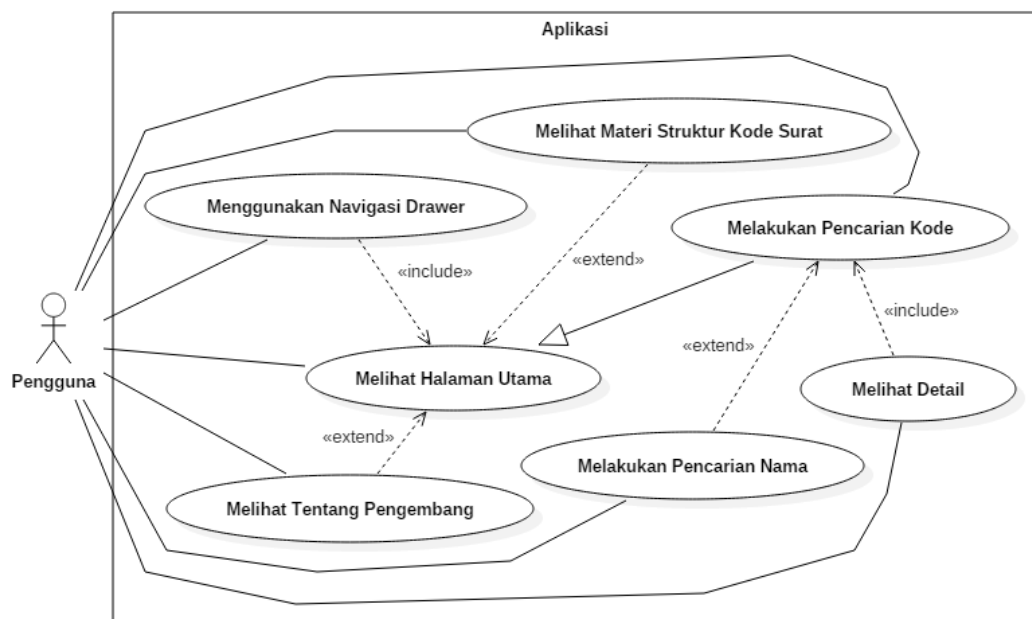 Aplikasi
Melihat Materi Struktur Kode Surat
Menggunakan Navigasi Drawer
Melakukan Pencarian Kode
«include»
«extend»
«include»
«extend»
Pengguna
Melihat Halaman Utama
Melihat Detail
«extend»
Melakukan Pencarian Nama
Melihat Tentang Pengembang